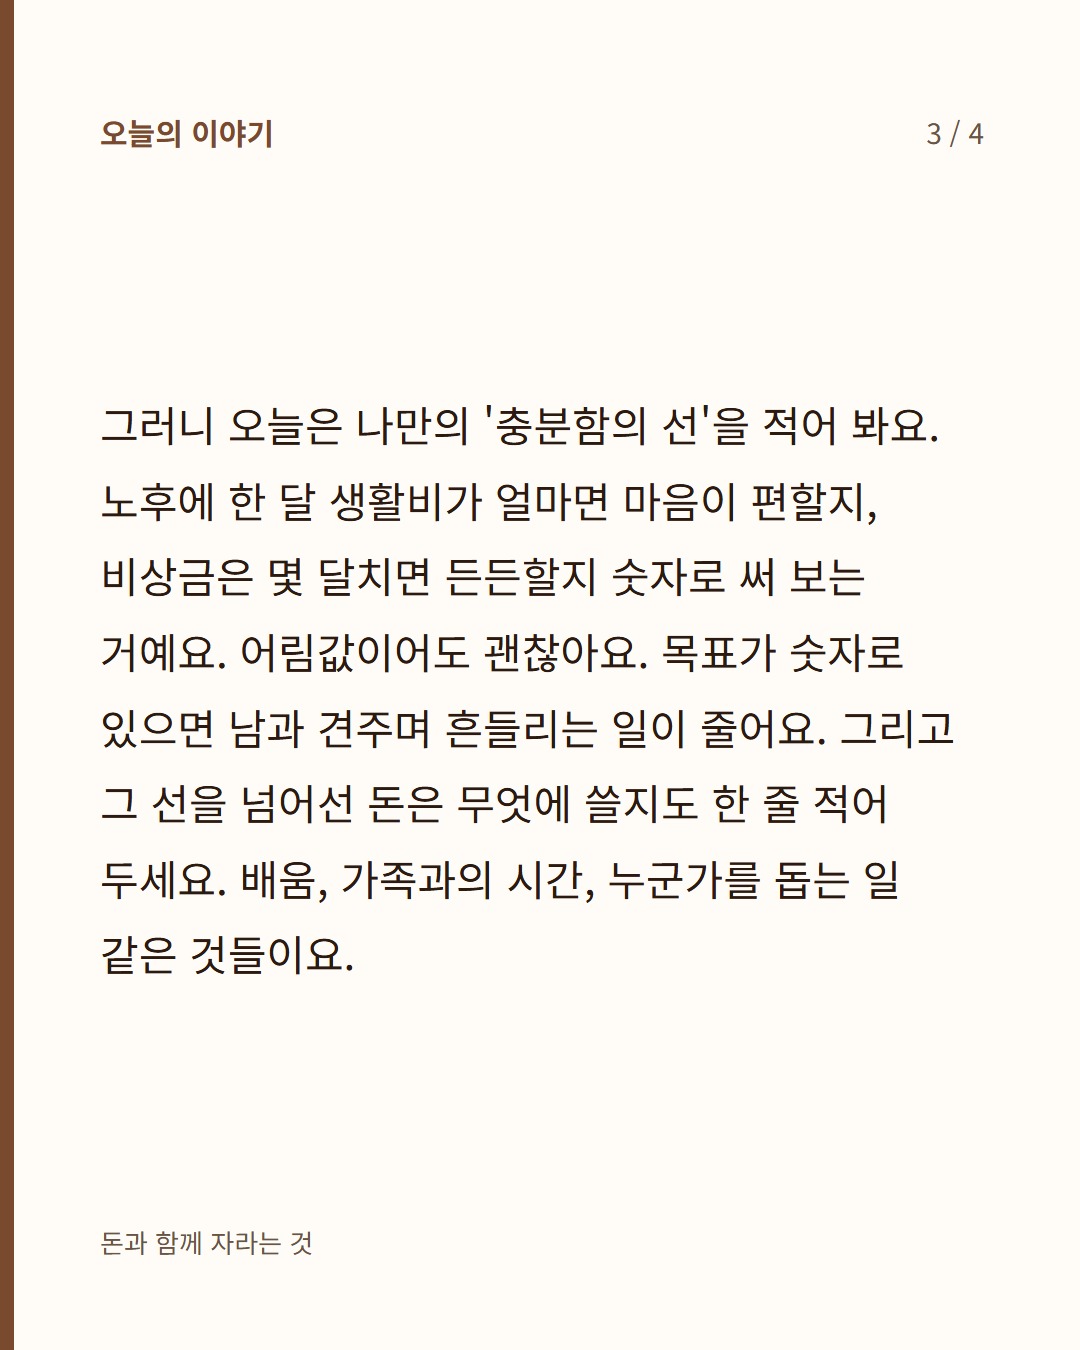 오늘의 이야기
3 / 4
그러니 오늘은 나만의 '충분함의 선'을 적어 봐요.
노후에 한 달 생활비가 얼마면 마음이 편할지,
비상금은 몇 달치면 든든할지 숫자로 써 보는
거예요. 어림값이어도 괜찮아요. 목표가 숫자로
있으면 남과 견주며 흔들리는 일이 줄어요. 그리고
그 선을 넘어선 돈은 무엇에 쓸지도 한 줄 적어
두세요. 배움, 가족과의 시간, 누군가를 돕는 일
같은 것들이요.
돈과 함께 자라는 것